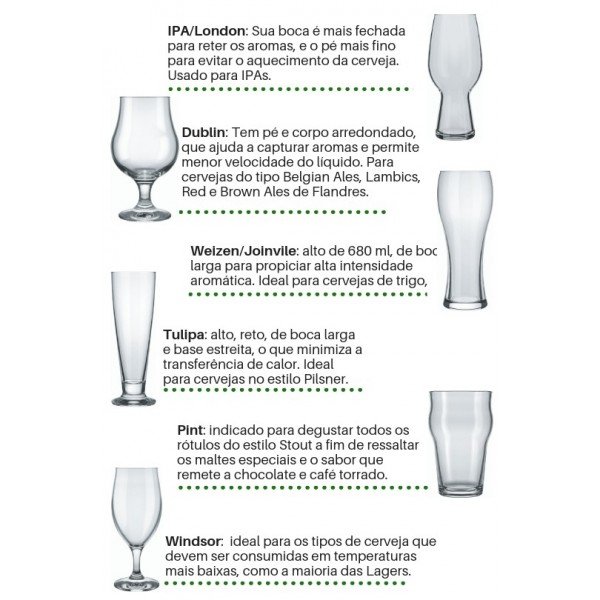 IPA/London: Sua boca é mais fechada
para reter os aromas, e o pé mais fino
para evitar o aquecimento da cerveja.
Usado para IPAs.
Dublin: Tem pé e corpo arredondado,
que ajuda a capturar aromas e permite
menor velocidade do líquido. Para
cervejas do tipo Belgian Ales, Lambics,
Red e Brown Ales de Flandres.
Weizen/Joinvile: alto de 680 ml, de boc
larga para propiciar alta intensidade
aromática. Ideal para cervejas de trigo,
Tulipa: alto, reto, de boca larga
e base estreita, o que minimiza a
transferência de calor. Ideal
para cervejas no estilo Pilsner.
Pint: indicado para degustar todos os
rótulos do estilo Stout a fim de ressaltar
os maltes especiais e o sabor que
remete a chocolate e café torrado.
Windsor: ideal para os tipos de cerveja que
devem ser consumidas em temperaturas
mais baixas, como a maioria das Lagers.